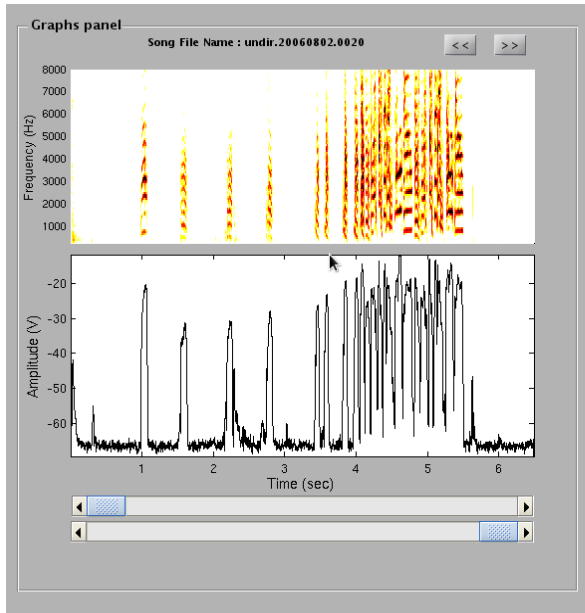 Graphs panel
Song File Name : undir.20060802.0020
<<
>>
8000
7000
6000
5000
4000
3000
2000
1000
Frequency (Hz)
-20
-30
-40
-50
-60
Amplitude (V)
1 2 3 4 5 6
Time (sec)